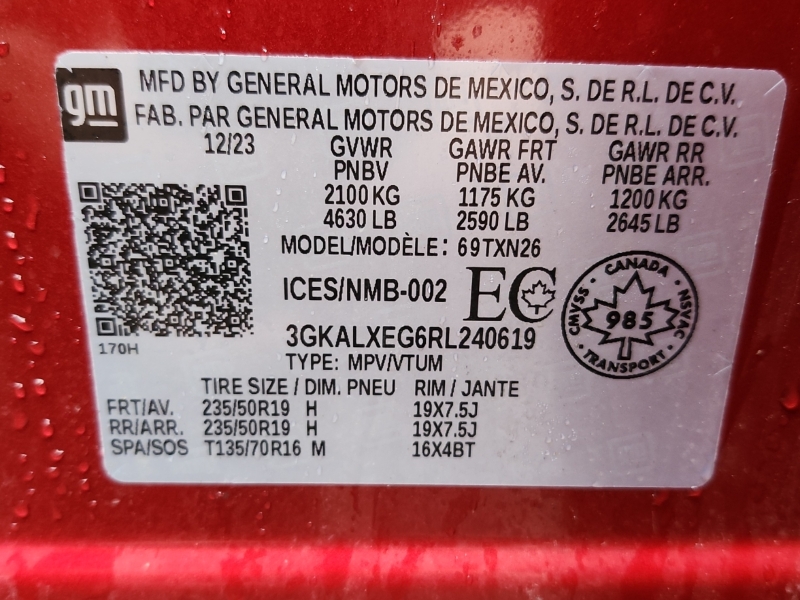 gm
MFD BY GENERAL MOTORS DE MEXICO, S. DE R.L. DE C.V.
FAB. PAR GENERAL MOTORS DE MEXICO, S. DE R.L. DE C.V.
12/23 GVWR GAWR FRT GAWR RR
PNBV PNBE AV. PNBE ARR.
2100 KG 1175 KG 1200 KG
4630 LB 2590 LB 2645 LB
MODEL/MODÈLE: 69TXN26
ICES/NMB-002 EC
CANADA
CMVSS 985 NSVAC
TRANSPORT
170H
3GKALXEG6RL240619
TYPE: MPV/VTUM
TIRE SIZE / DIM. PNEU RIM / JANTE
FRT/AV. 235/50R19 H 19X7.5J
RR/ARR. 235/50R19 H 19X7.5J
SPA/SOS T135/70R16 M 16X4BT